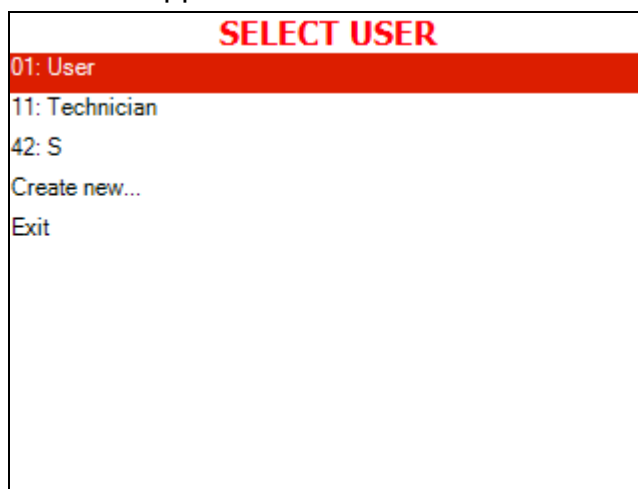 SELECT USER
01: User
11: Technician
42: S
Create new...
Exit